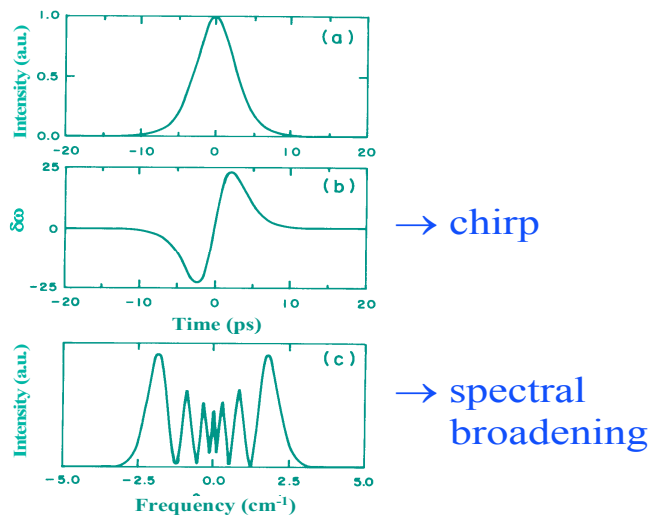 Intensity (a.u.)
1.0
0.5
0.0
(a)
-20 -10 0 10 20
δω
25
0
-25
(b)
→ chirp
-20 -10 0 10 20
Time (ps)
Intensity (a.u.)
(c)
→ spectral
broadening
-5.0 -2.5 0.0 2.5 5.0
Frequency (cm⁻¹)